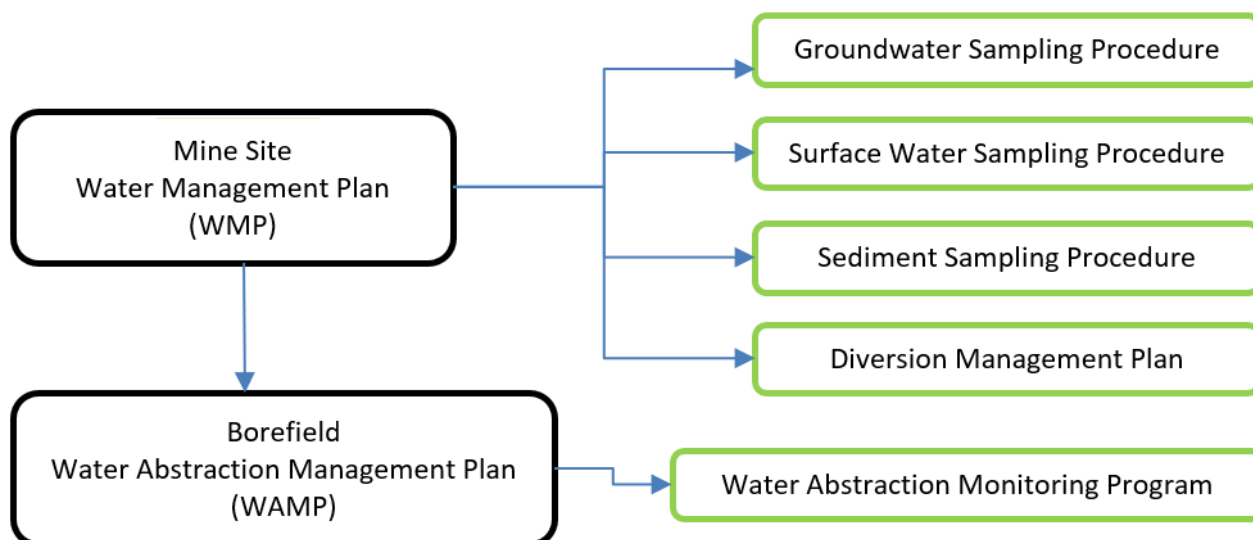 Mine Site
Water Management Plan
(WMP)
Groundwater Sampling Procedure
Surface Water Sampling Procedure
Sediment Sampling Procedure
Diversion Management Plan
Borefield
Water Abstraction Management Plan
(WAMP)
Water Abstraction Monitoring Program